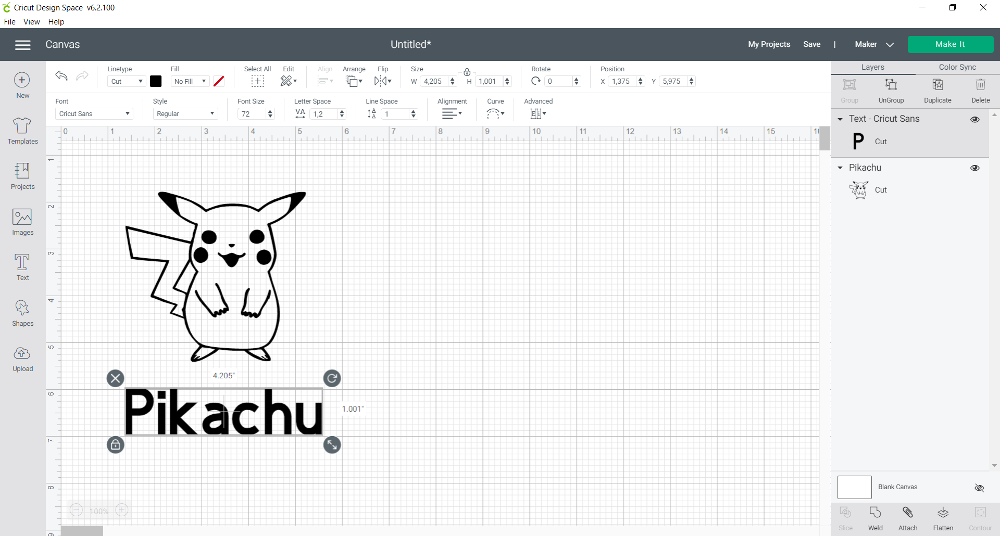 Cricut Design Space v6.2.100
File View Help
Canvas
Untitled*
My Projects Save | Maker Make It
New
Templates
Projects
Images
Text
Shapes
Upload
Linetype Fill Select All Edit Align Arrange Flip Size Rotate Position
Cut No Fill W 4,205 H 1,001 0 X 1,375 Y 5,975
Font Style Font Size Letter Space Line Space Alignment Curve Advanced
Cricut Sans Regular 72 VA 1,2 1
0 1 2 3 4 5 6 7 8 9 10 11 12 13 14 15
1
2
3
4
5
6
7
8
9
4.205"
Pikachu
1.001"
100%
Layers Color Sync
Group UnGroup Duplicate Delete
Text - Cricut Sans
P Cut
Pikachu
Cut
Blank Canvas
Slice Weld Attach Flatten Contour